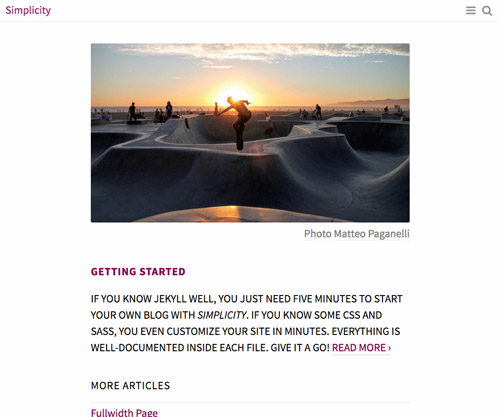 Simplicity
Photo Matteo Paganelli
GETTING STARTED
IF YOU KNOW JEKYLL WELL, YOU JUST NEED FIVE MINUTES TO START
YOUR OWN BLOG WITH SIMPLICITY. IF YOU KNOW SOME CSS AND
SASS, YOU EVEN CUSTOMIZE YOUR SITE IN MINUTES. EVERYTHING IS
WELL-DOCUMENTED INSIDE EACH FILE. GIVE IT A GO! READ MORE ›
MORE ARTICLES
Fullwidth Page